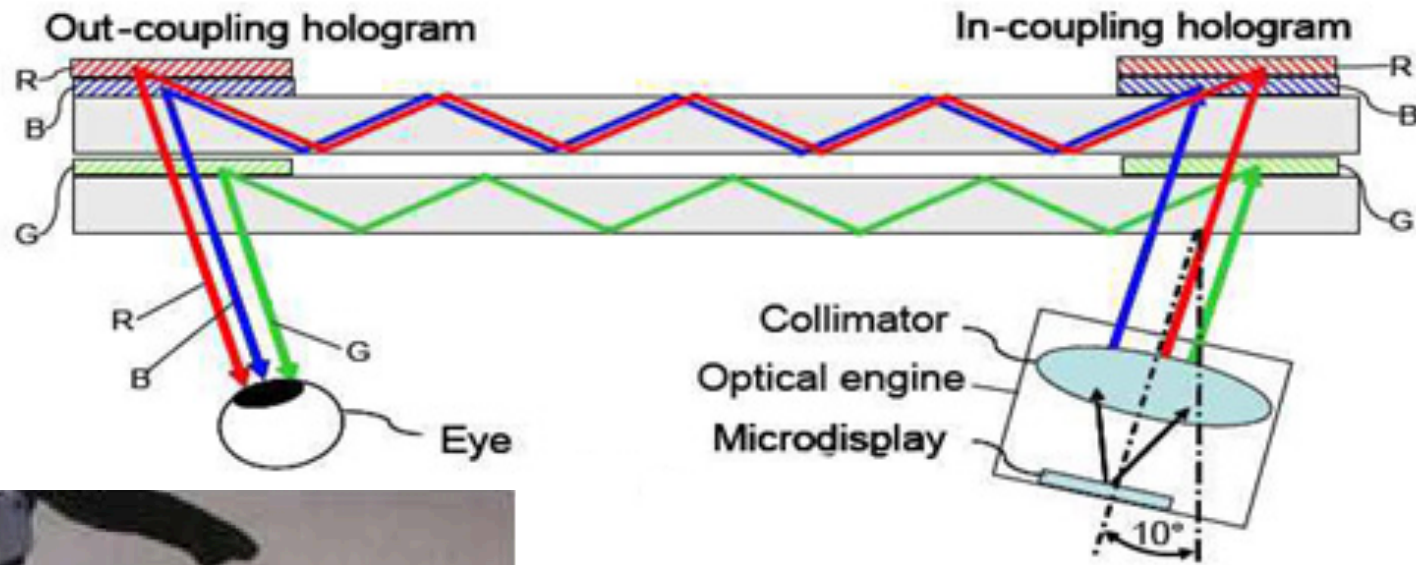 Out-coupling hologram
In-coupling hologram
R
R
B
B
G
G
R
G
B
Collimator
Optical engine
Eye
Microdisplay
10°